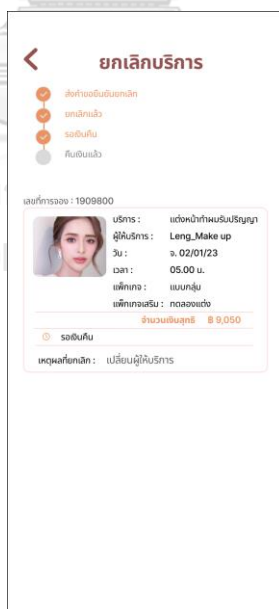 ยกเลิกบริการ
ส่งคำขอยืนยันยกเลิก
ยกเลิกแล้ว
รอเงินคืน
คืนเงินแล้ว
เลขที่การจอง : 1909800
บริการ : แต่งหน้าทำผมรับปริญญา
ผู้ให้บริการ : Leng_Make up
วัน : จ. 02/01/23
เวลา : 05.00 น.
แพ็กเกจ : แบบกลุ่ม
แพ็กเกจเสริม : ทดลองแต่ง
จำนวนเงินสุทธิ ฿ 9,050
รอเงินคืน
เหตุผลที่ยกเลิก : เปลี่ยนผู้ให้บริการ